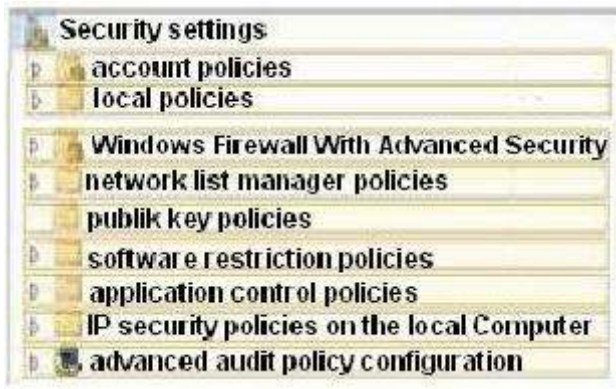 Security settings
account policies
local policies
Windows Firewall With Advanced Security
network list manager policies
publik key policies
software restriction policies
application control policies
IP security policies on the local Computer
advanced audit policy configuration